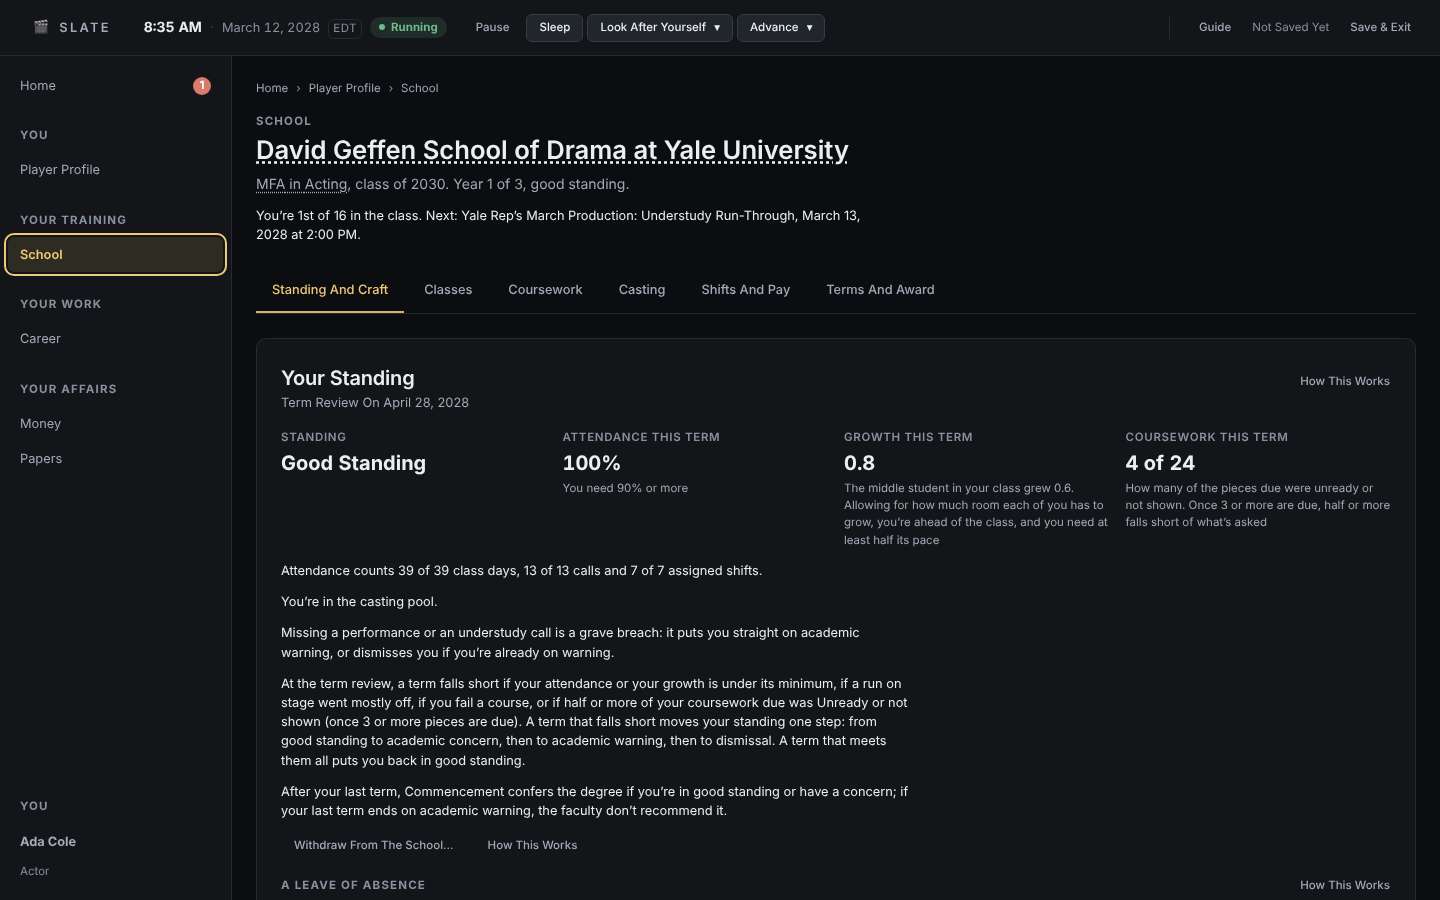 SLATE
8:35 AM · March 12, 2028 EDT Running
Pause
Sleep
Look After Yourself ▾
Advance ▾
Guide
Not Saved Yet
Save & Exit
Home 1
YOU
Player Profile
YOUR TRAINING
School
YOUR WORK
Career
YOUR AFFAIRS
Money
Papers
YOU
Ada Cole
Actor
Home › Player Profile › School
SCHOOL
David Geffen School of Drama at Yale University
MFA in Acting, class of 2030. Year 1 of 3, good standing.
You’re 1st of 16 in the class. Next: Yale Rep’s March Production: Understudy Run-Through, March 13,
2028 at 2:00 PM.
Standing And Craft
Classes
Coursework
Casting
Shifts And Pay
Terms And Award
Your Standing
How This Works
Term Review On April 28, 2028
STANDING
Good Standing
ATTENDANCE THIS TERM
100%
You need 90% or more
GROWTH THIS TERM
0.8
The middle student in your class grew 0.6.
Allowing for how much room each of you has to
grow, you’re ahead of the class, and you need at
least half its pace
COURSEWORK THIS TERM
4 of 24
How many of the pieces due were unready or
not shown. Once 3 or more are due, half or more
falls short of what’s asked
Attendance counts 39 of 39 class days, 13 of 13 calls and 7 of 7 assigned shifts.
You’re in the casting pool.
Missing a performance or an understudy call is a grave breach: it puts you straight on academic
warning, or dismisses you if you’re already on warning.
At the term review, a term falls short if your attendance or your growth is under its minimum, if a run on
stage went mostly off, if you fail a course, or if half or more of your coursework due was Unready or not
shown (once 3 or more pieces are due). A term that falls short moves your standing one step: from
good standing to academic concern, then to academic warning, then to dismissal. A term that meets
them all puts you back in good standing.
After your last term, Commencement confers the degree if you’re in good standing or have a concern; if
your last term ends on academic warning, the faculty don’t recommend it.
Withdraw From The School...
How This Works
A LEAVE OF ABSENCE
How This Works